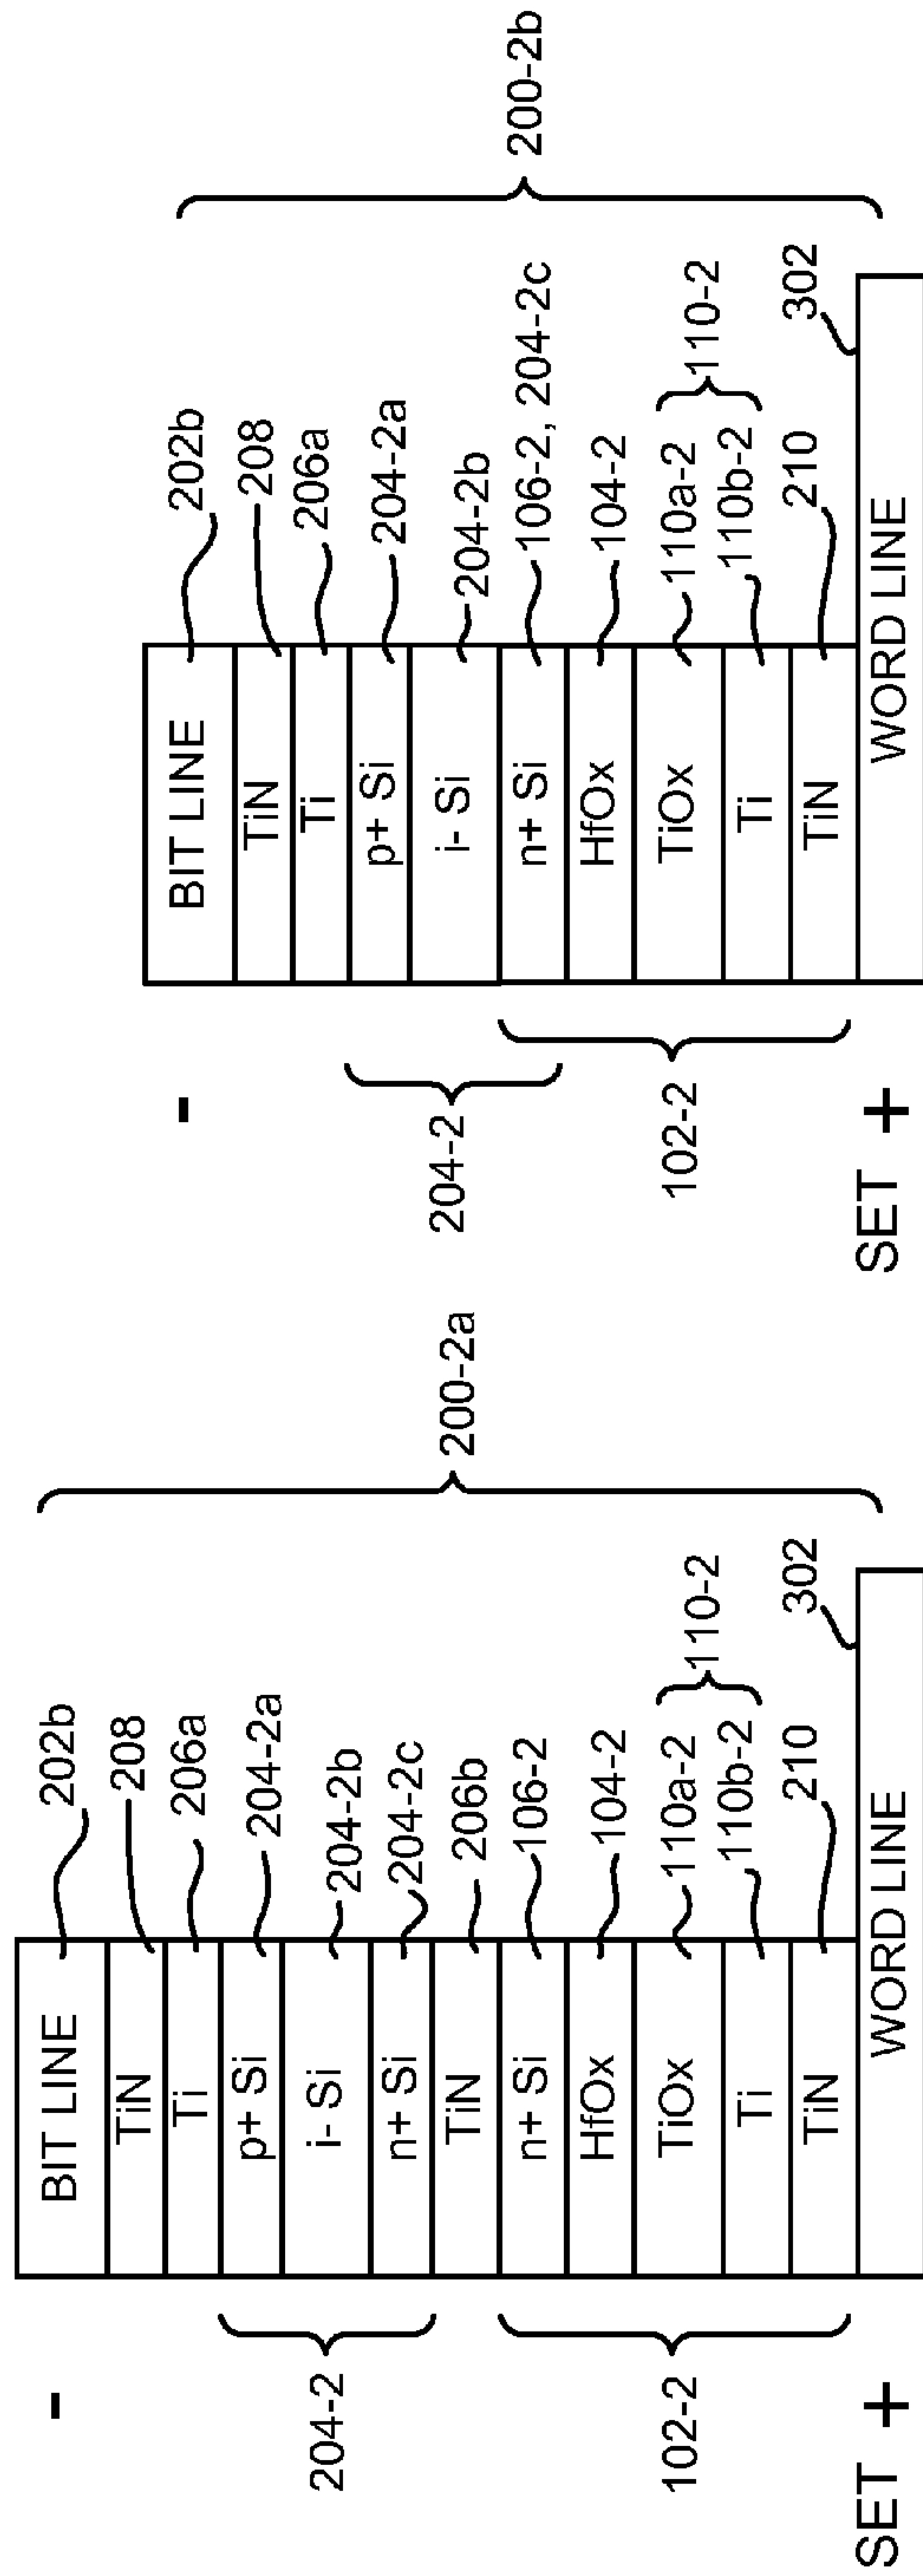 BIT LINE
TiN
Ti
p+ Si
i- Si
n+ Si
TiN
n+ Si
HfOx
TiOx
Ti
TiN
WORD LINE
202b
208
206a
204-2a
204-2b
204-2c
206b
106-2
104-2
110a-2
110b-2
110-2
210
302
200-2a
-
204-2
102-2
SET +
BIT LINE
TiN
Ti
p+ Si
i- Si
n+ Si
HfOx
TiOx
Ti
TiN
WORD LINE
202b
208
206a
204-2a
204-2b
106-2, 204-2c
104-2
110a-2
110b-2
110-2
210
302
200-2b
-
204-2
102-2
SET +